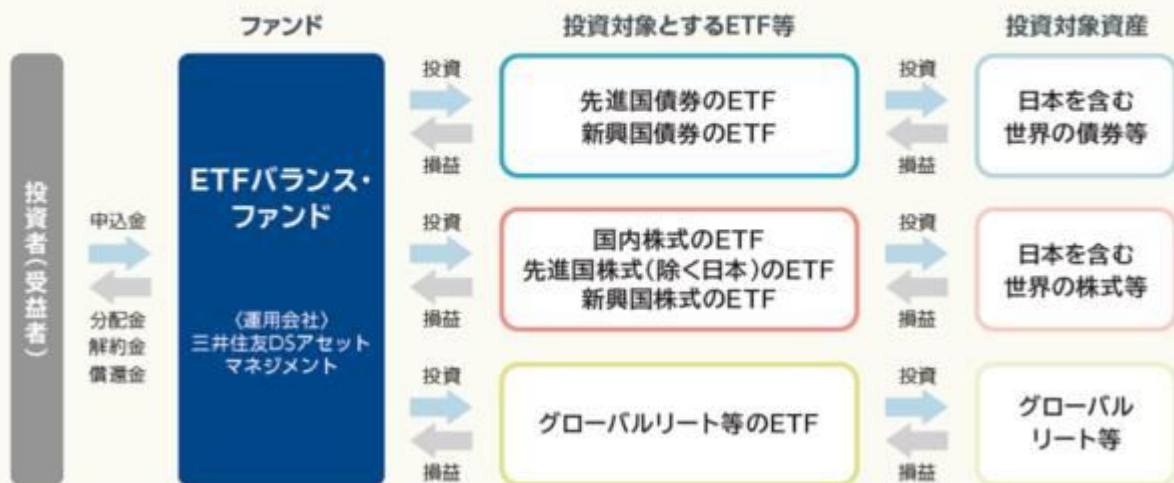 ファンド
投資対象とするETF等
投資対象資産
投資者(受益者)
申込金
分配金
解約金
償還金
ETFバランス・
ファンド
〈運用会社〉
三井住友DSアセット
マネジメント
投資
損益
先進国債券のETF
新興国債券のETF
投資
損益
日本を含む
世界の債券等
投資
損益
国内株式のETF
先進国株式(除く日本)のETF
新興国株式のETF
投資
損益
日本を含む
世界の株式等
投資
損益
グローバルリート等のETF
投資
損益
グローバル
リート等